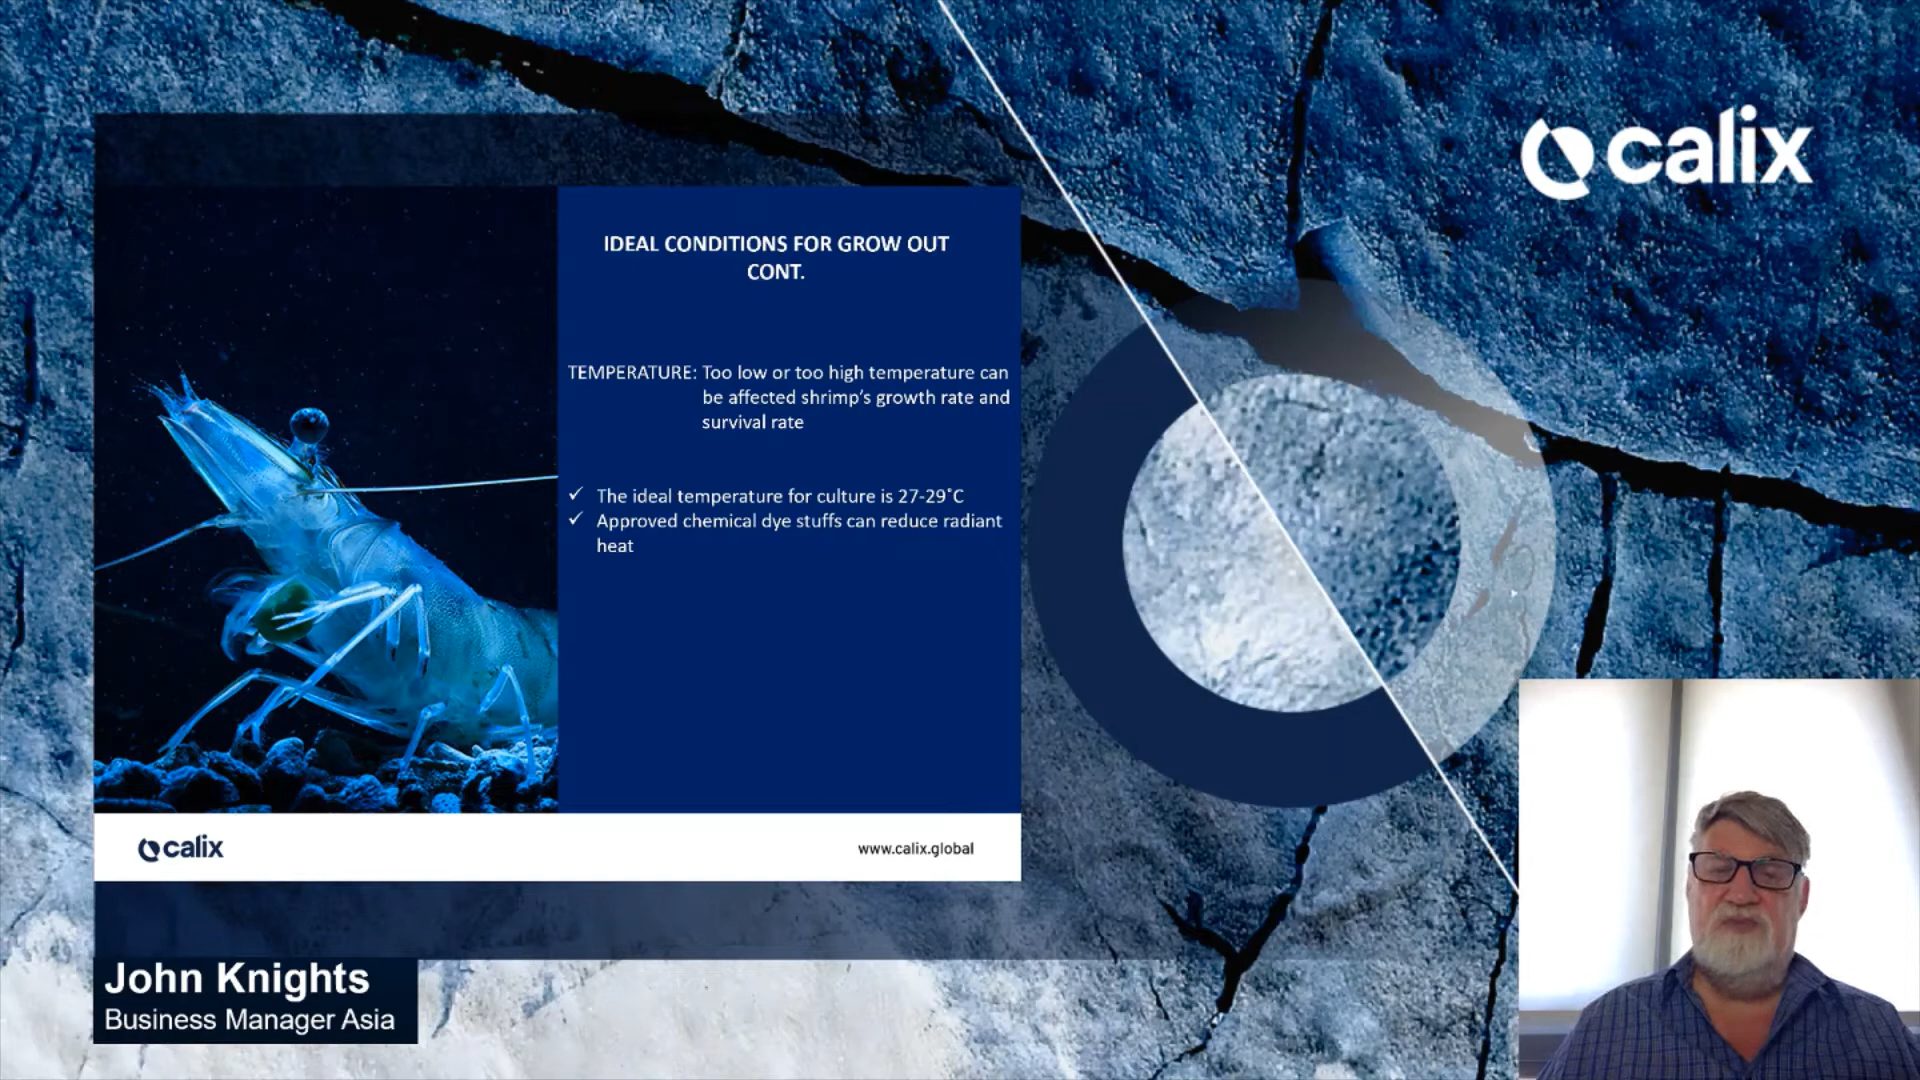 calix
IDEAL CONDITIONS FOR GROW OUT
CONT.
TEMPERATURE: Too low or too high temperature can
be affected shrimp's growth rate and
survival rate
✓ The ideal temperature for culture is 27-29˚C
✓ Approved chemical dye stuffs can reduce radiant
heat
calix
www.calix.global
John Knights
Business Manager Asia